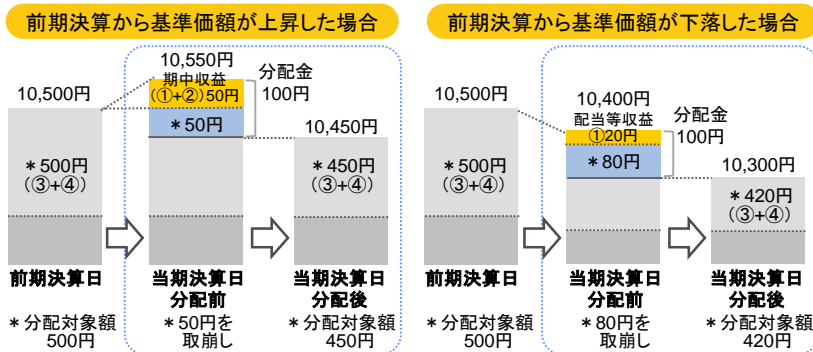 前期決算から基準価額が上昇した場合
10,500円
10,550円
期中収益
(①+②)50円
分配金
100円
＊50円
10,450円
＊500円
(③+④)
＊450円
(③+④)
前期決算日
当期決算日
分配前
当期決算日
分配後
＊分配対象額
500円
＊50円を
取崩し
＊分配対象額
450円
前期決算から基準価額が下落した場合
10,500円
10,400円
配当等収益
①20円
分配金
100円
＊80円
10,300円
＊500円
(③+④)
＊420円
(③+④)
前期決算日
当期決算日
分配前
当期決算日
分配後
＊分配対象額
500円
＊80円を
取崩し
＊分配対象額
420円